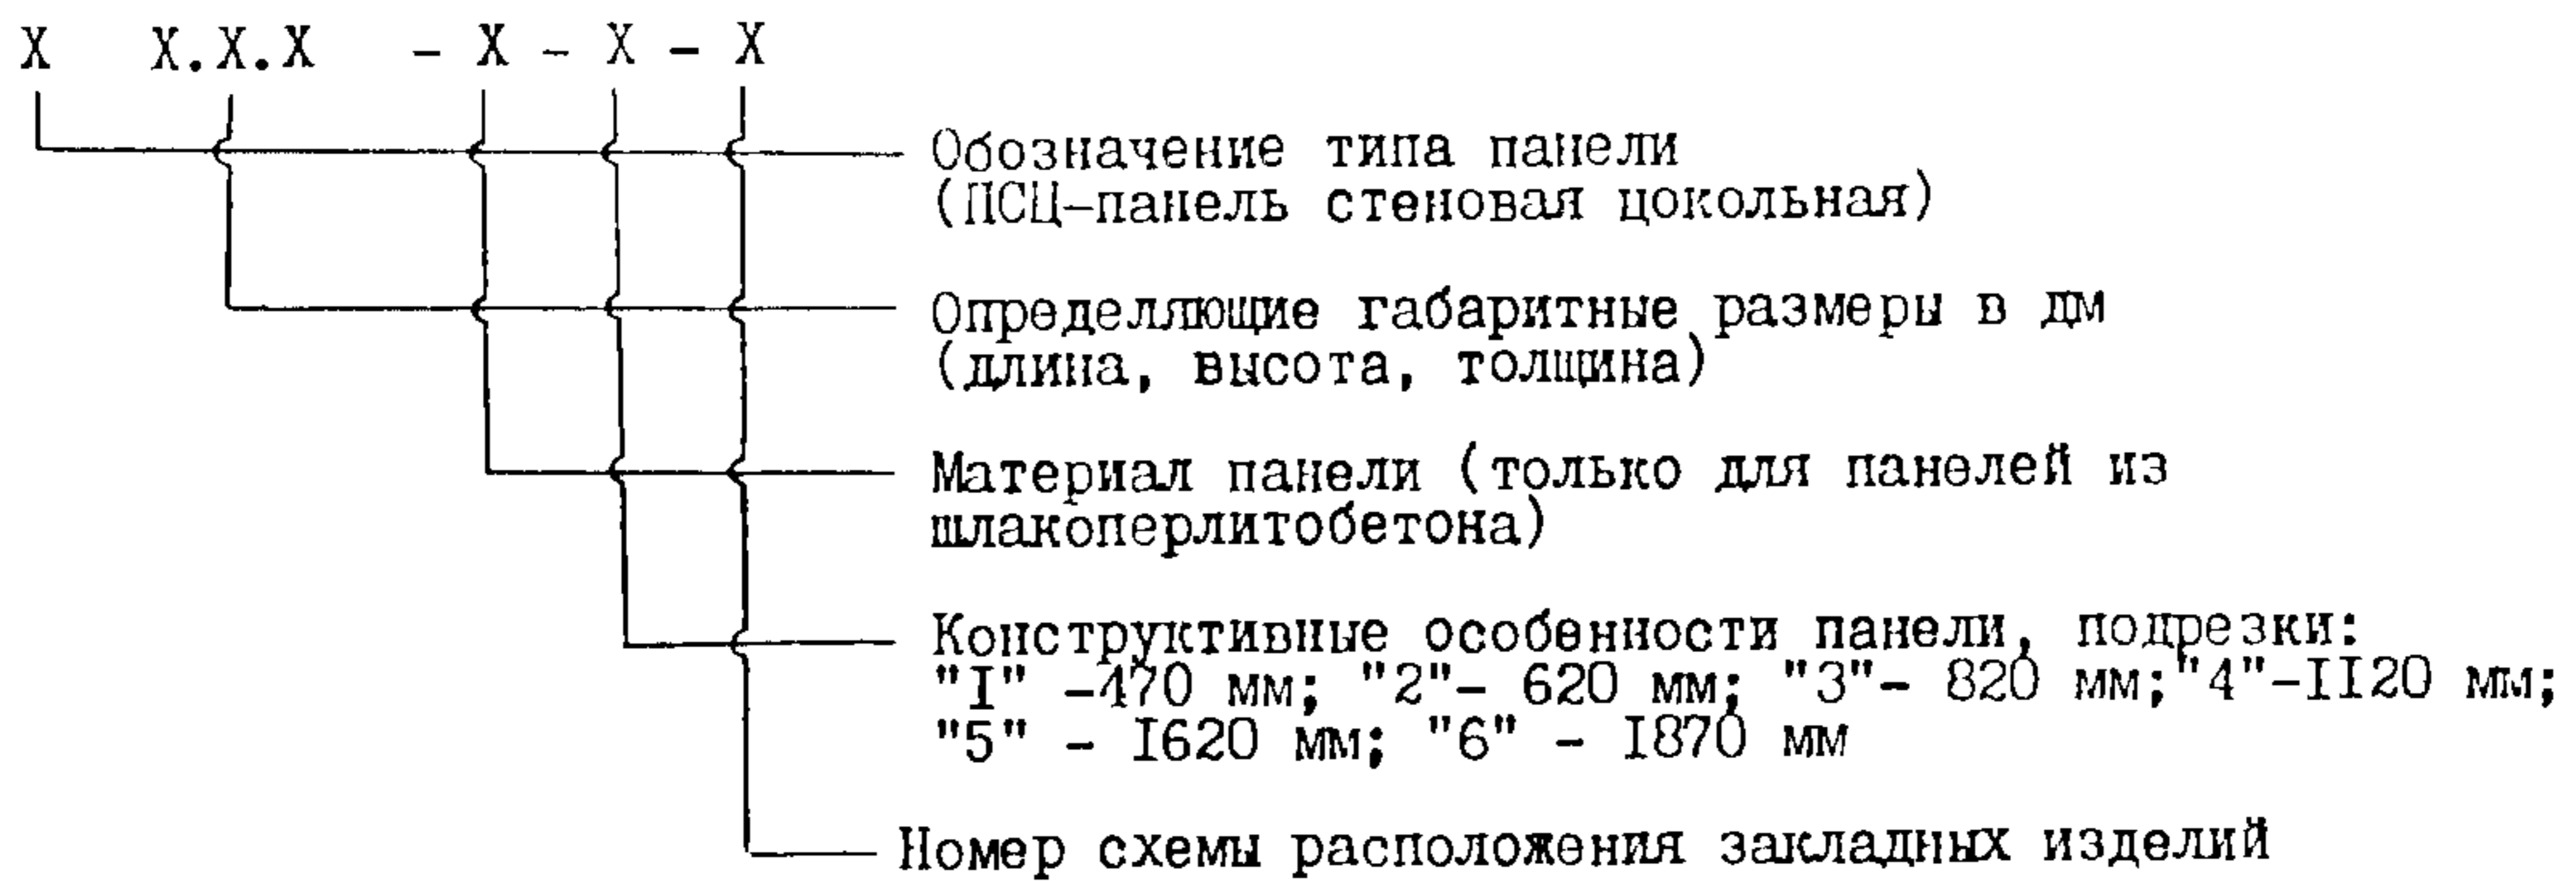 X X.X.X - X - X - X
Обозначение типа панели
(ПСЦ-панель стеновая цокольная)
Определяющие габаритные размеры в дм
(длина, высота, толщина)
Материал панели (только для панелей из
шлакоперлитобетона)
Конструктивные особенности панели, подрезки:
"I" -470 мм; "2"- 620 мм; "3"- 820 мм;"4"-II20 мм;
"5" - I620 мм; "6" - I870 мм
Номер схемы расположения закладных изделий